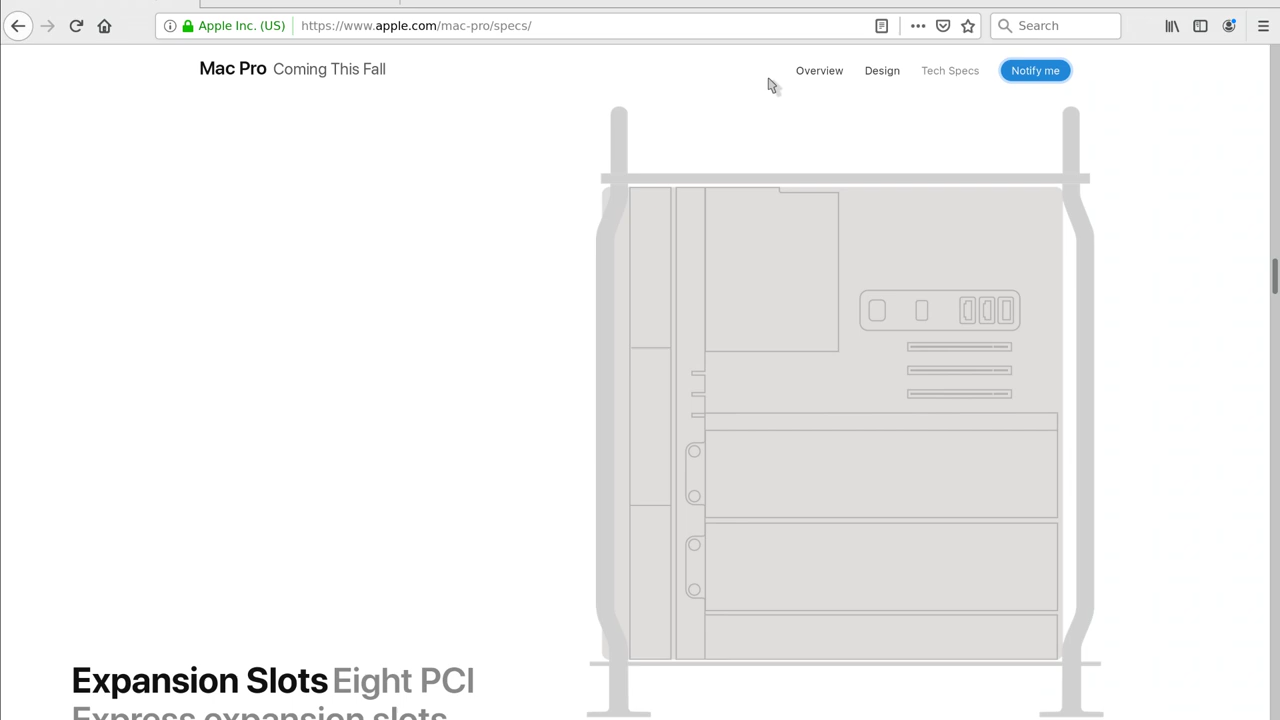 Apple Inc. (US) https://www.apple.com/mac-pro/specs/ Search
Mac Pro Coming This Fall Overview Design Tech Specs Notify me
Expansion Slots Eight PCI
Express expansion slots